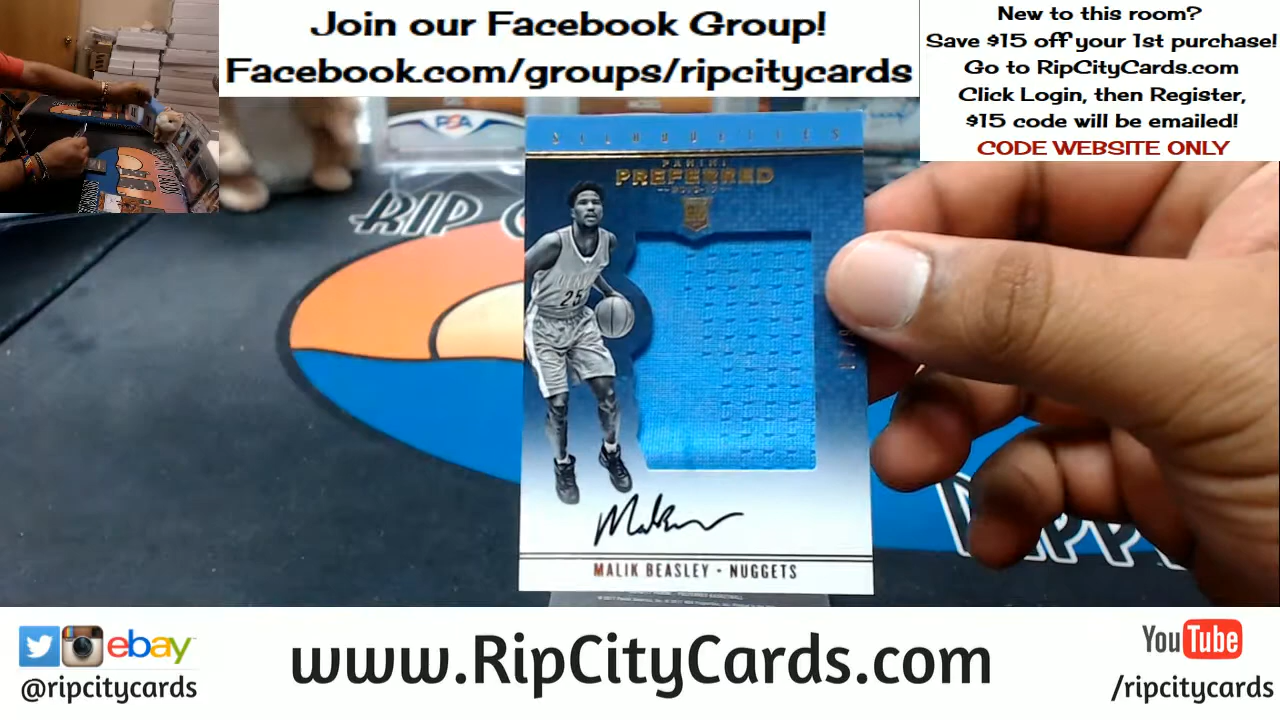 Join our Facebook Group!
Facebook.com/groups/ripcitycards
New to this room?
Save $15 off your 1st purchase!
Go to RipCityCards.com
Click Login, then Register,
$15 code will be emailed!
CODE WEBSITE ONLY
PSA
RIP
SILHOUETTES
PANINI
PREFERRED
25
MALIK BEASLEY • NUGGETS
ebay
@ripcitycards
www.RipCityCards.com
YouTube
/ripcitycards